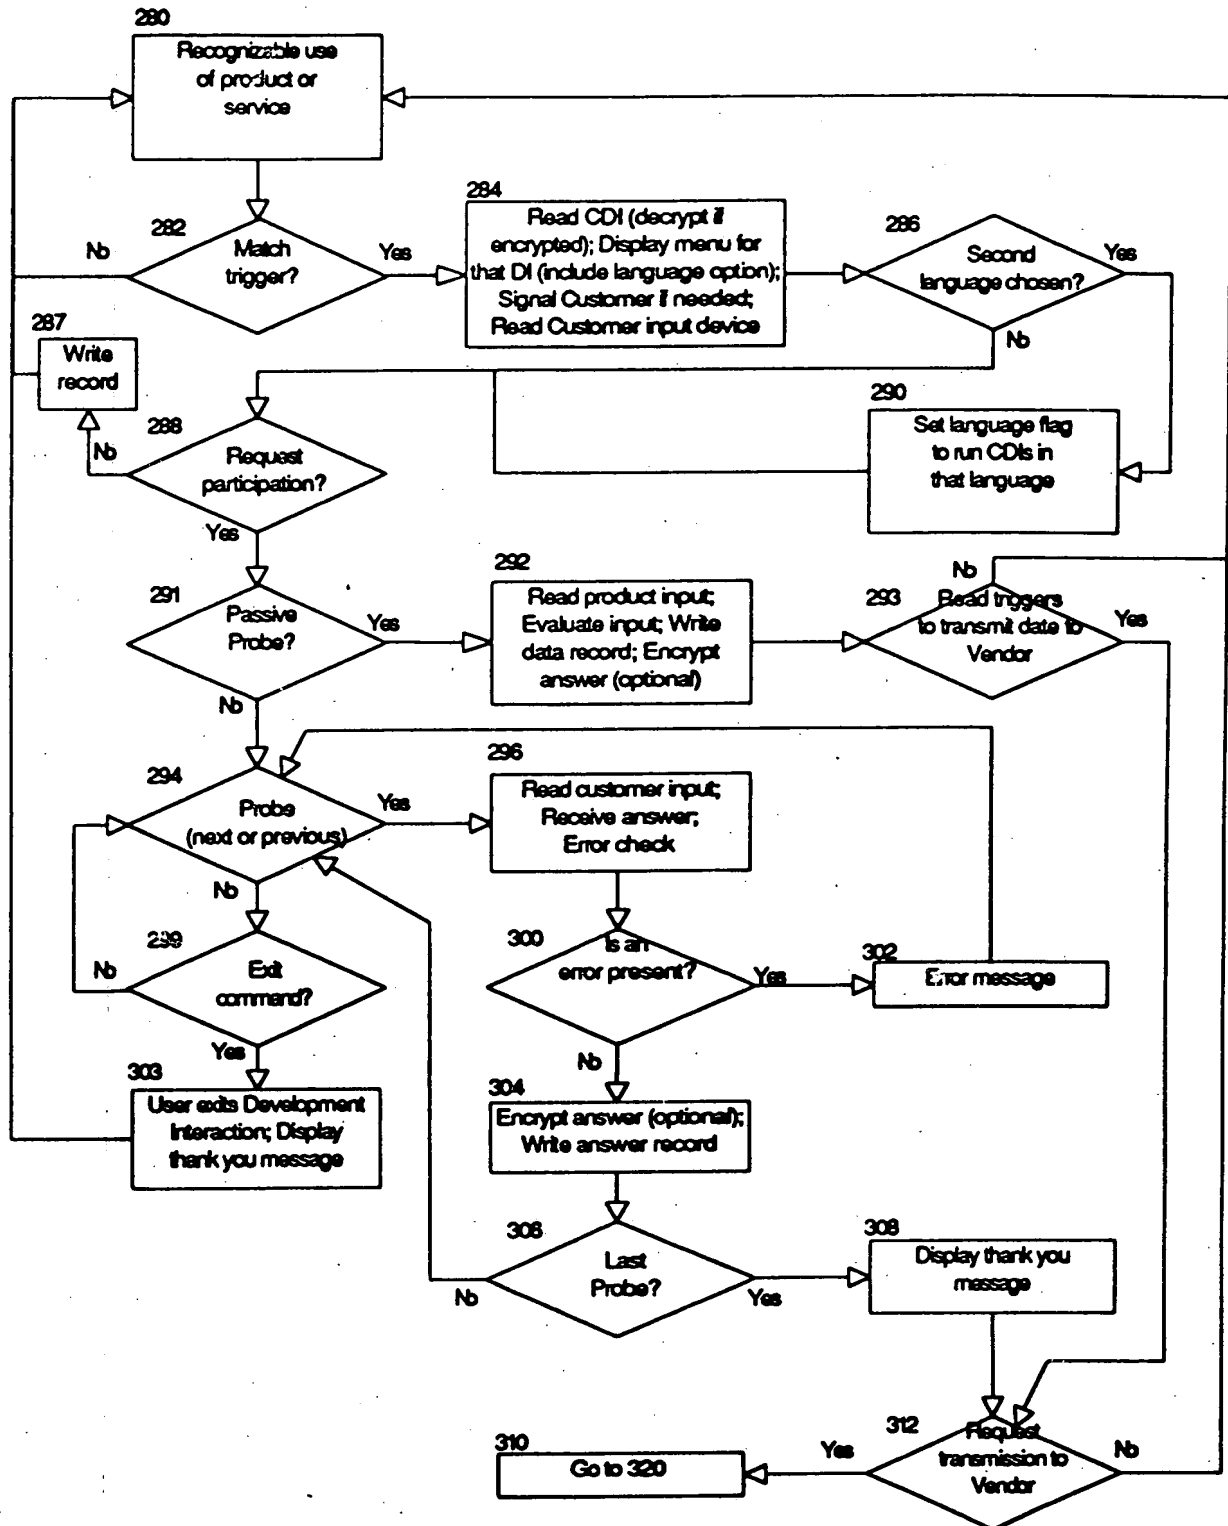 280
Recognizable use
of product or
service
282
Match
trigger?
No
Yes
284
Read CDI (decrypt if
encrypted); Display menu for
that DI (include language option);
Signal Customer if needed;
Read Customer input device
286
Second
language chosen?
Yes
No
287
Write
record
288
Request
participation?
No
Yes
290
Set language flag
to run CDIs in
that language
291
Passive
Probe?
Yes
No
292
Read product input;
Evaluate input; Write
data record; Encrypt
answer (optional)
293
No
Read triggers
to transmit date to
Vendor
Yes
294
Probe
(next or previous)
Yes
No
296
Read customer input;
Receive answer;
Error check
299
Exit
command?
No
Yes
300
Is an
error present?
Yes
No
302
Error message
303
User exits Development
Interaction; Display
thank you message
304
Encrypt answer (optional);
Write answer record
306
Last
Probe?
No
Yes
308
Display thank you
message
312
Request
transmission to
Vendor
Yes
No
310
Go to 320